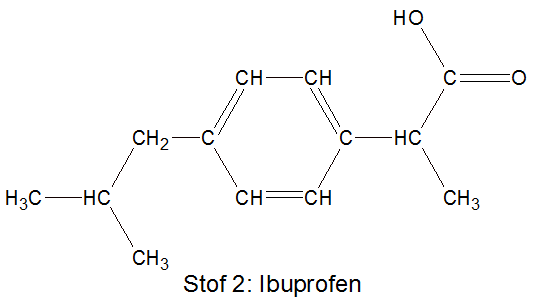 HO
CH CH C O
CH₂ C C HC
H₃C HC CH CH CH₃
CH₃
Stof 2: Ibuprofen